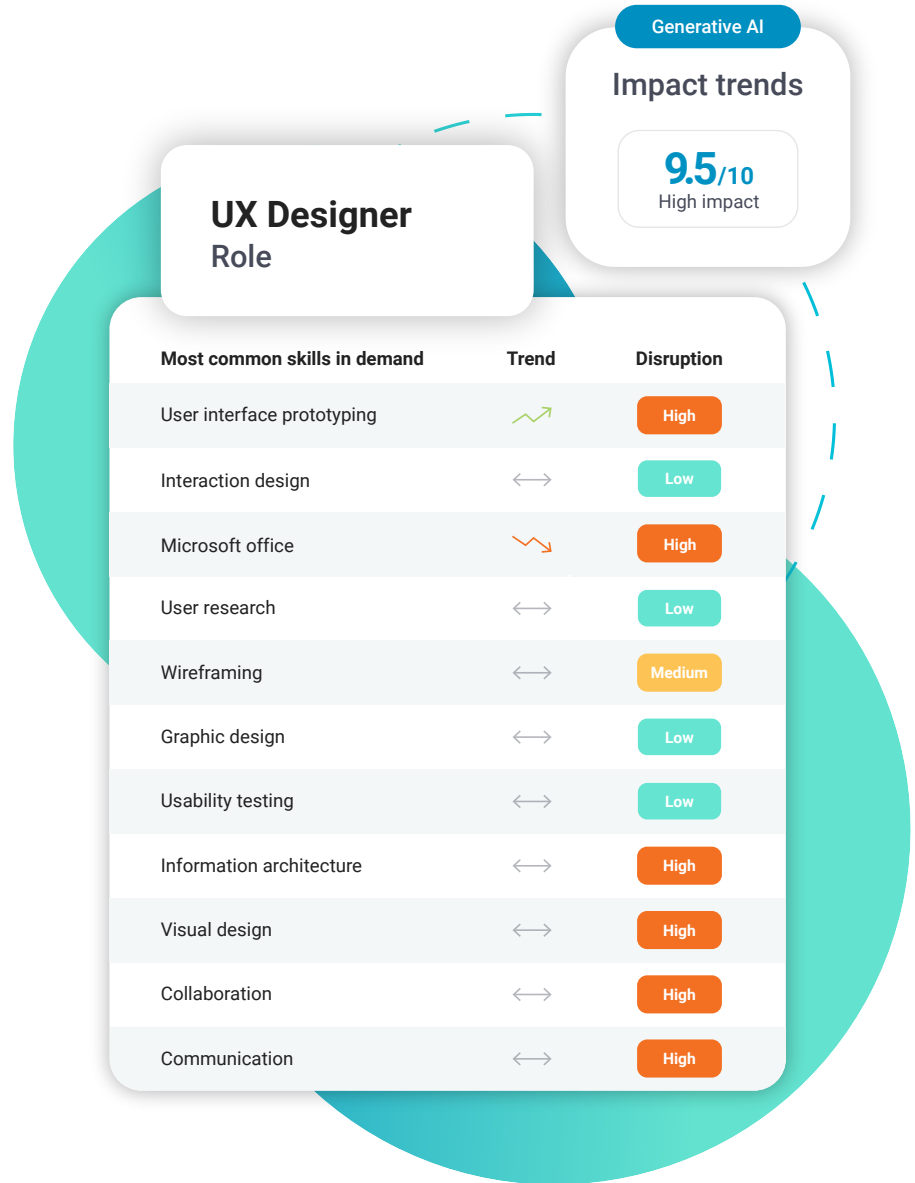 Generative AI
Impact trends
9.5/10
High impact
UX Designer
Role
Most common skills in demand Trend Disruption
User interface prototyping High
Interaction design Low
Microsoft office High
User research Low
Wireframing Medium
Graphic design Low
Usability testing Low
Information architecture High
Visual design High
Collaboration High
Communication High